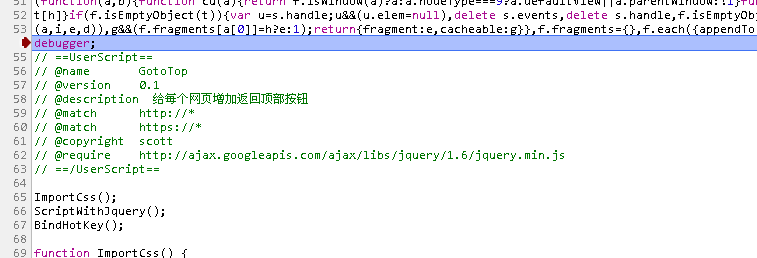 51 (function(a,b){function cu(a){return f.isWindow(a)?a:a.nodeType===9?a.defaultView||a.parentWindow:!1}func
52 t[h]}if(f.isEmptyObject(t)){var u=s.handle;u&&(u.elem=null),delete s.events,delete s.handle,f.isEmptyO
53 (a,i,e,d)),g&&(f.fragments[a[0]]=h?e:1);return{fragment:e,cacheable:g}},f.fragments={},f.each({appendTo
debugger;
55 // ==UserScript==
56 // @name GotoTop
57 // @version 0.1
58 // @description 给每个网页增加返回顶部按钮
59 // @match http://*
60 // @match https://*
61 // @copyright scott
62 // @require http://ajax.googleapis.com/ajax/libs/jquery/1.6/jquery.min.js
63 // ==/UserScript==
64
65 ImportCss();
66 ScriptWithJquery();
67 BindHotKey();
68
69 function ImportCss() {